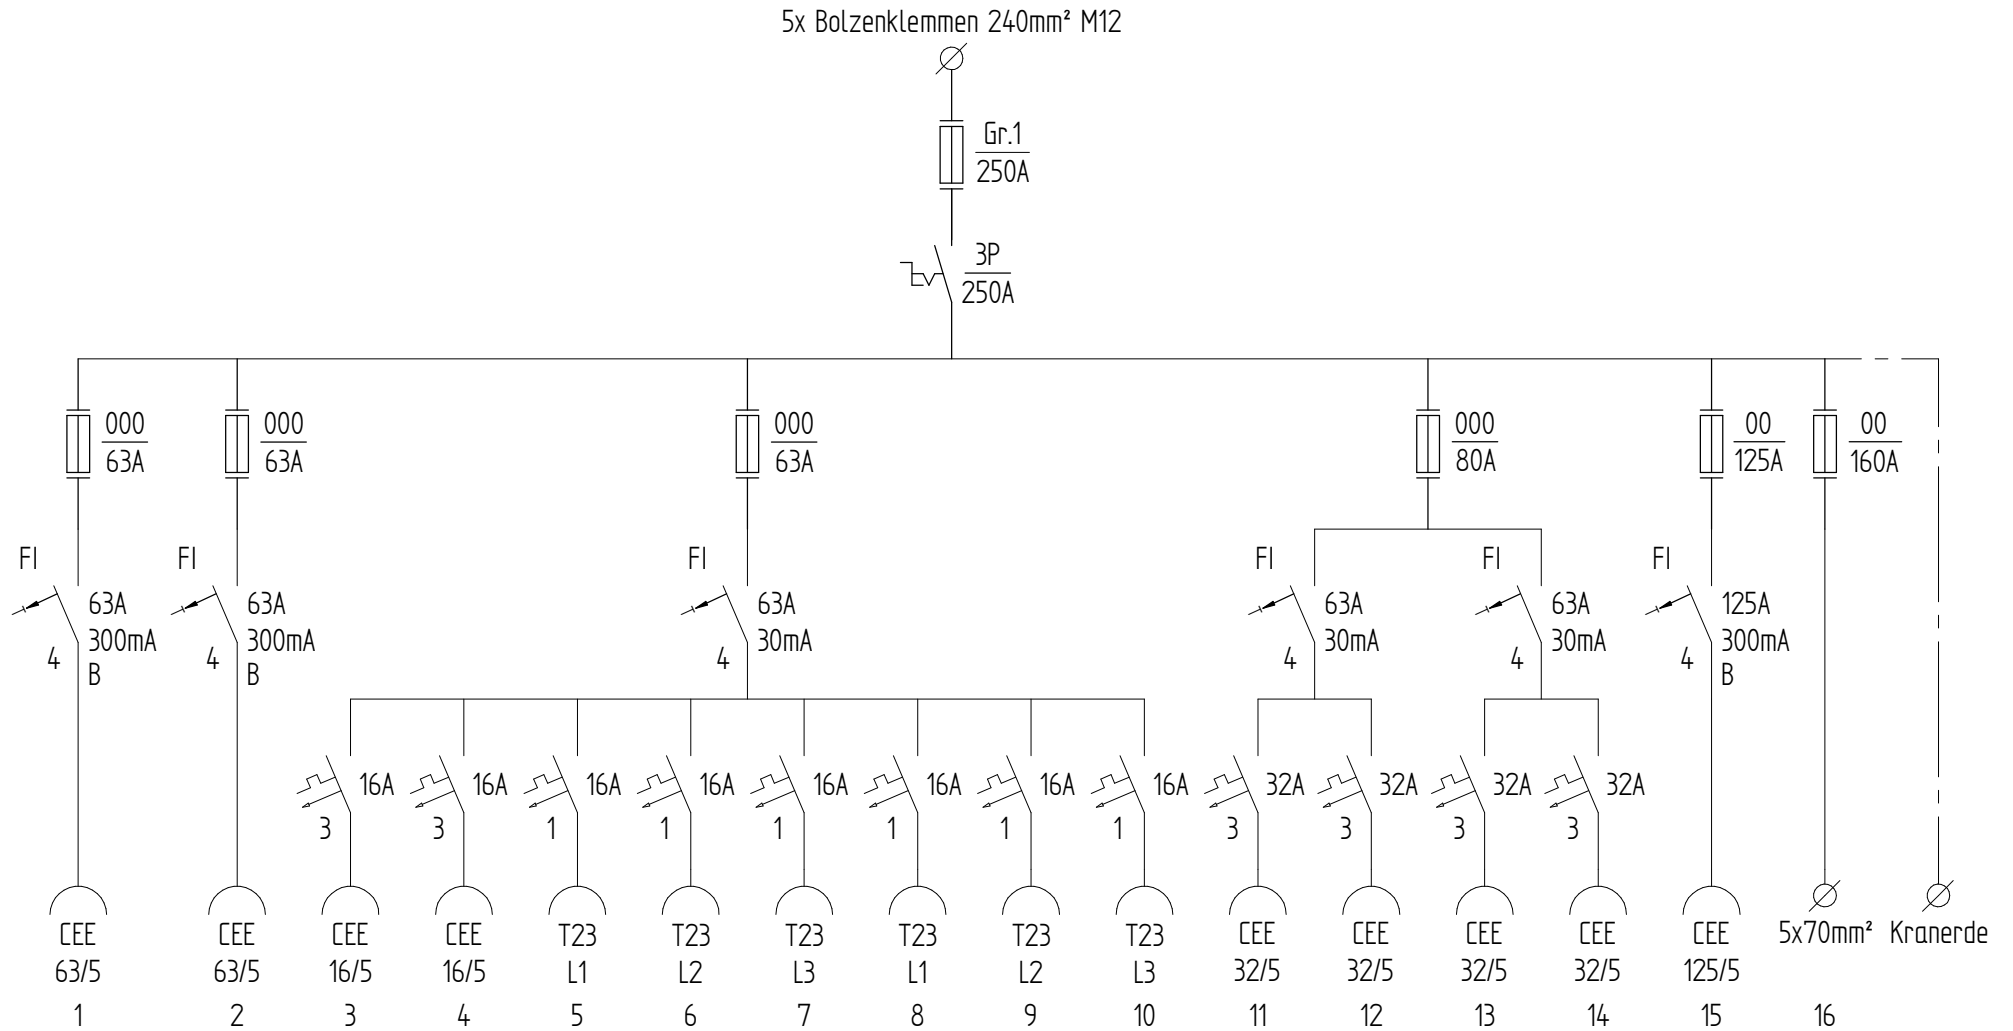 5x Bolzenklemmen 240mm² M12
Gr.1
250A
3P
250A
000 000 000 000 00 00
63A 63A 63A 80A 125A 160A
FI FI FI FI FI FI
63A 63A 63A 63A 63A 125A
300mA 300mA 30mA 30mA 30mA 300mA
4 4 4 4 4 4
B B B
16A 16A 16A 16A 16A 16A 16A 16A 32A 32A 32A 32A
3 3 1 1 1 1 1 1 3 3 3 3
CEE CEE CEE CEE T23 T23 T23 T23 T23 T23 CEE CEE CEE CEE CEE 5x70mm² Kranerde
63/5 63/5 16/5 16/5 L1 L2 L3 L1 L2 L3 32/5 32/5 32/5 32/5 125/5
1 2 3 4 5 6 7 8 9 10 11 12 13 14 15 16